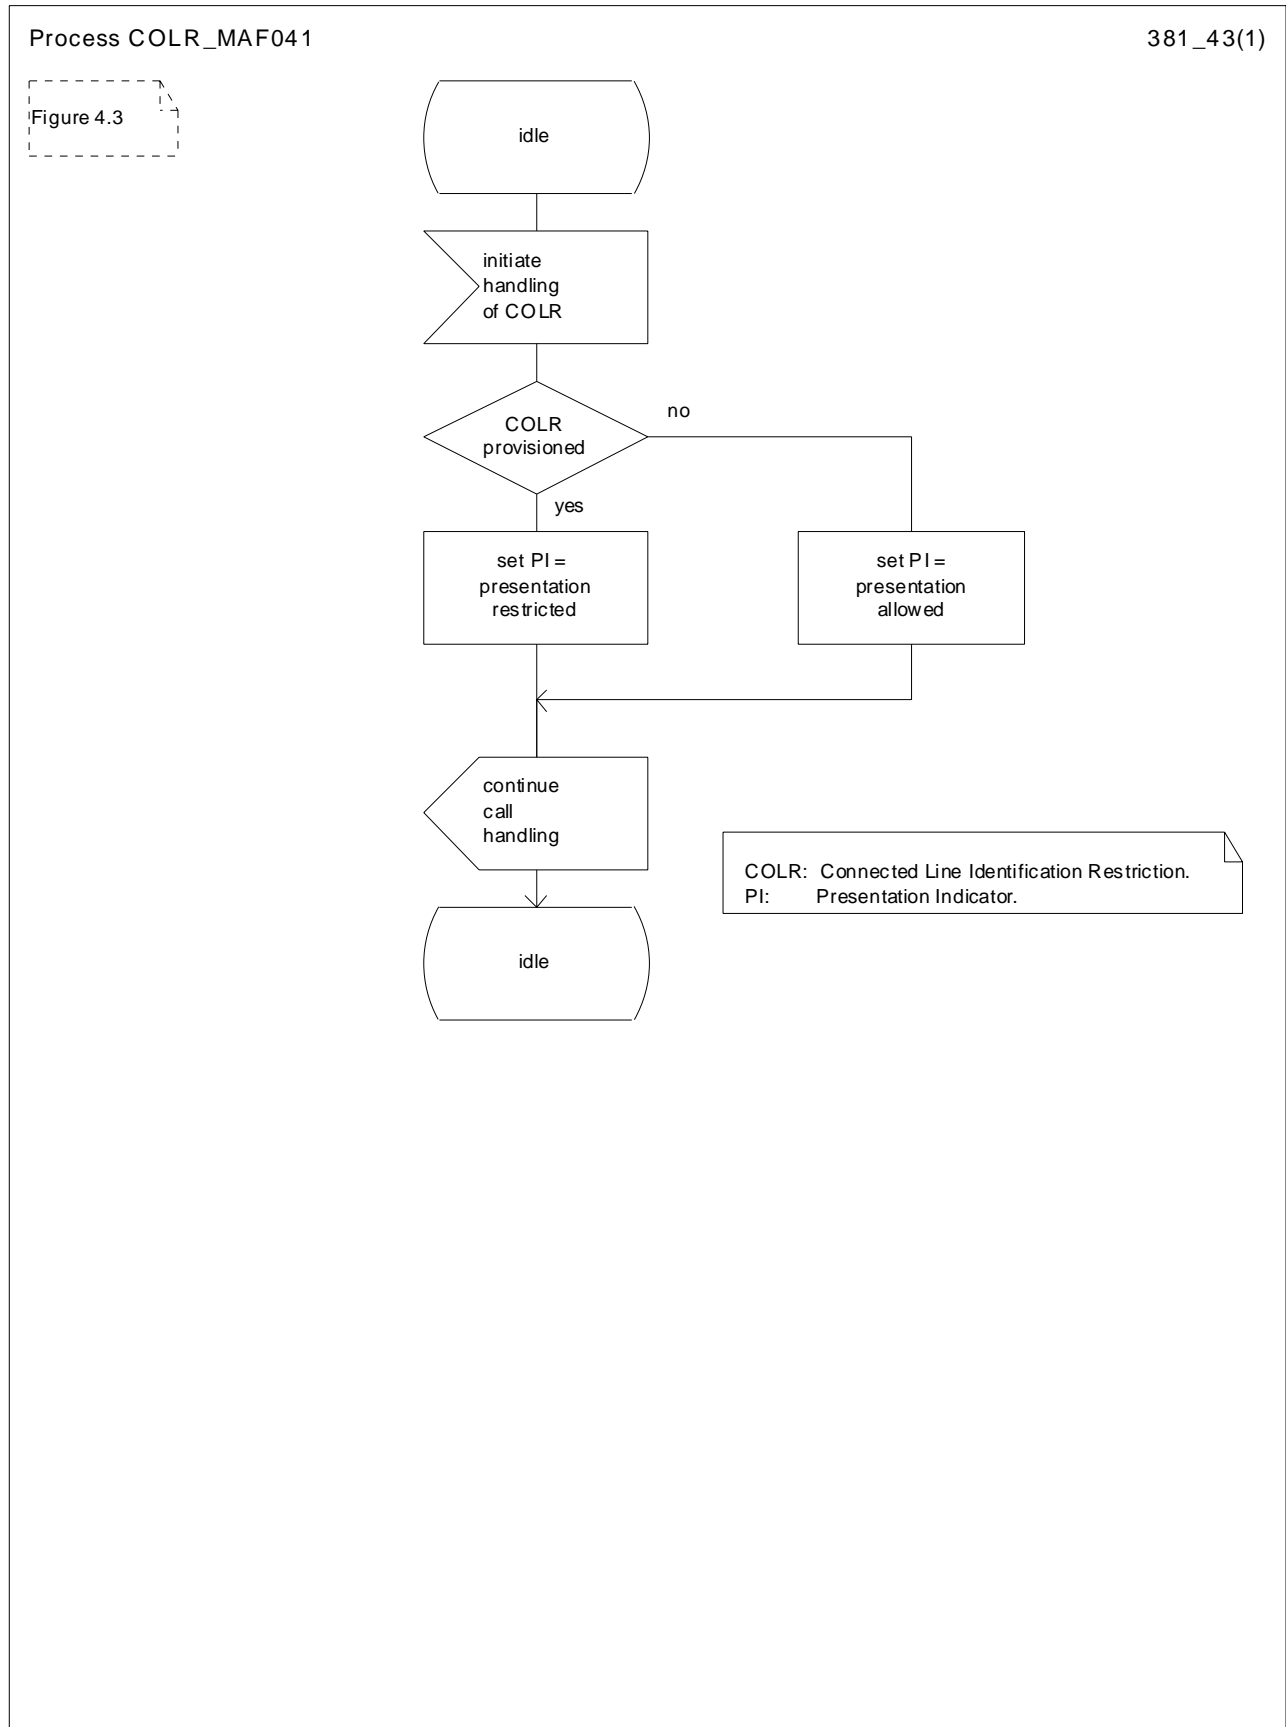 Process COLR_MAF041
381_43(1)
Figure 4.3
idle
initiate
handling
of COLR
COLR
provisioned
no
yes
set PI =
presentation
restricted
set PI =
presentation
allowed
continue
call
handling
COLR: Connected Line Identification Restriction.
PI: Presentation Indicator.
idle